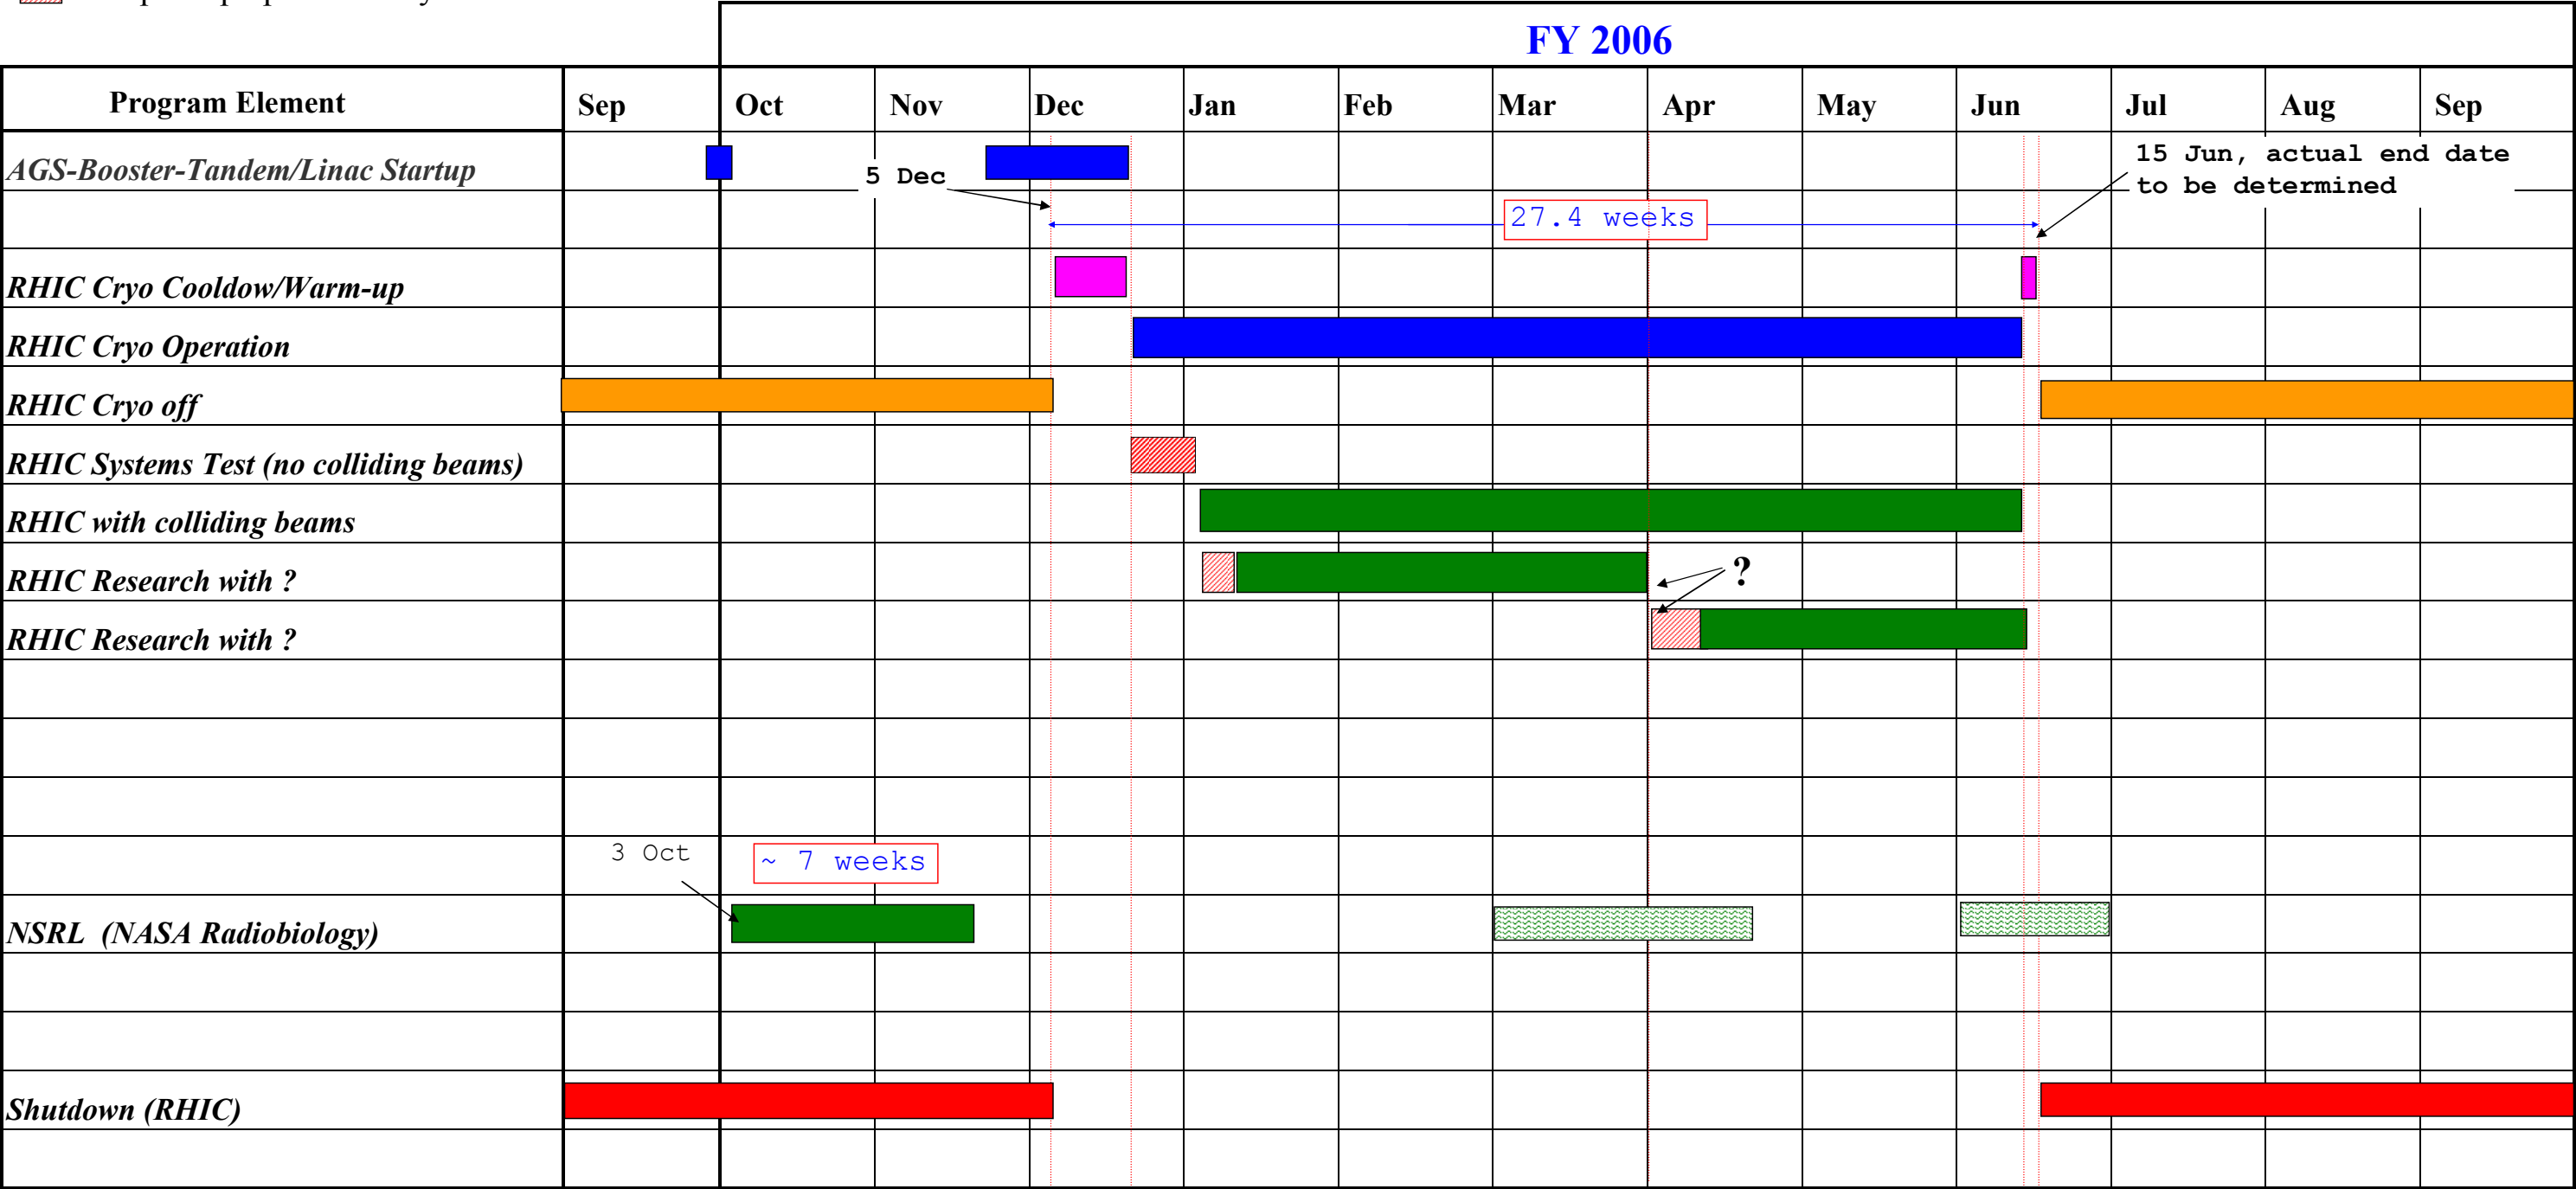 FY 2006
Program Element Sep Oct Nov Dec Jan Feb Mar Apr May Jun Jul Aug Sep
AGS-Booster-Tandem/Linac Startup
5 Dec
15 Jun, actual end date
to be determined
27.4 weeks
RHIC Cryo Cooldow/Warm-up
RHIC Cryo Operation
RHIC Cryo off
RHIC Systems Test (no colliding beams)
RHIC with colliding beams
RHIC Research with ?
?
RHIC Research with ?
3 Oct
~ 7 weeks
NSRL (NASA Radiobiology)
Shutdown (RHIC)